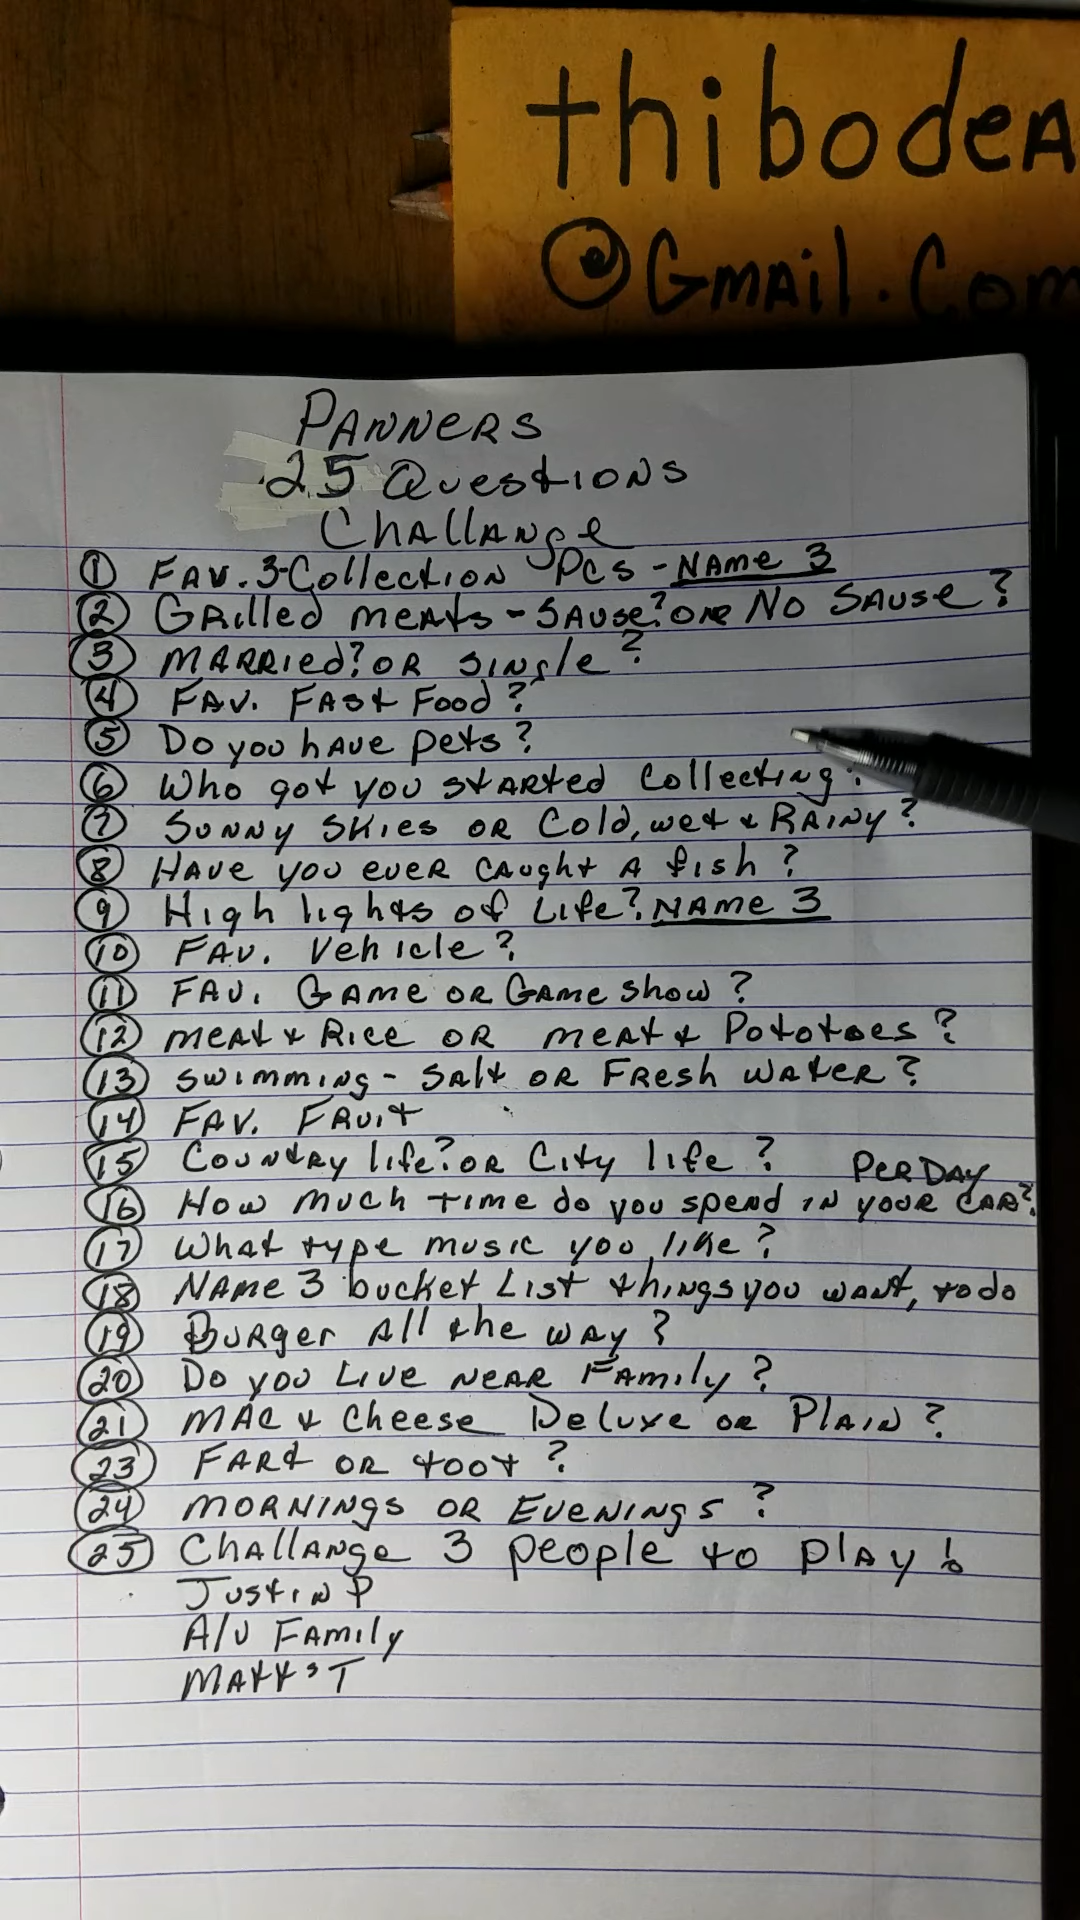 thibodeA
@GmAil.Com
PANNeRS
25 QuestiONS
ChAllANge
① FAV. 3-Collection Pcs - NAme 3
② GRilled meAts - SAuse? oRe No SAuse?
③ mARRied? OR siNgle?
④ FAV. FAst Food?
⑤ Do you hAve pets?
⑥ Who got you stARted Collecting?
⑦ SuNNy Skies OR Cold, wet & RAiNy?
⑧ HAve you eveR CAught A fish?
⑨ High lights of Life? NAme 3
⑩ FAV. Vehicle?
⑪ FAV. GAme OR GAme show?
⑫ meAt & Rice OR meAt & Pototoes?
⑬ Swimming - SAlt OR FResh WAteR?
⑭ FAV. FRuit
⑮ CouNtRy life? OR City life?
PeR DAy
⑯ How much time do you spend iN youR CAR?
⑰ WhAt type music you like?
⑱ NAme 3 bucket List things you wANt, to do
⑲ BuRger All the wAy?
⑳ Do you Live NeAR FAmily?
㉑ MAC & Cheese Deluxe oR PlAiN?
㉓ FARt OR toot?
㉔ MORNiNgs OR EveNiNgs?
㉕ ChAllANge 3 people to plAy!
JustiN P
A/U FAmily
MAtt's T